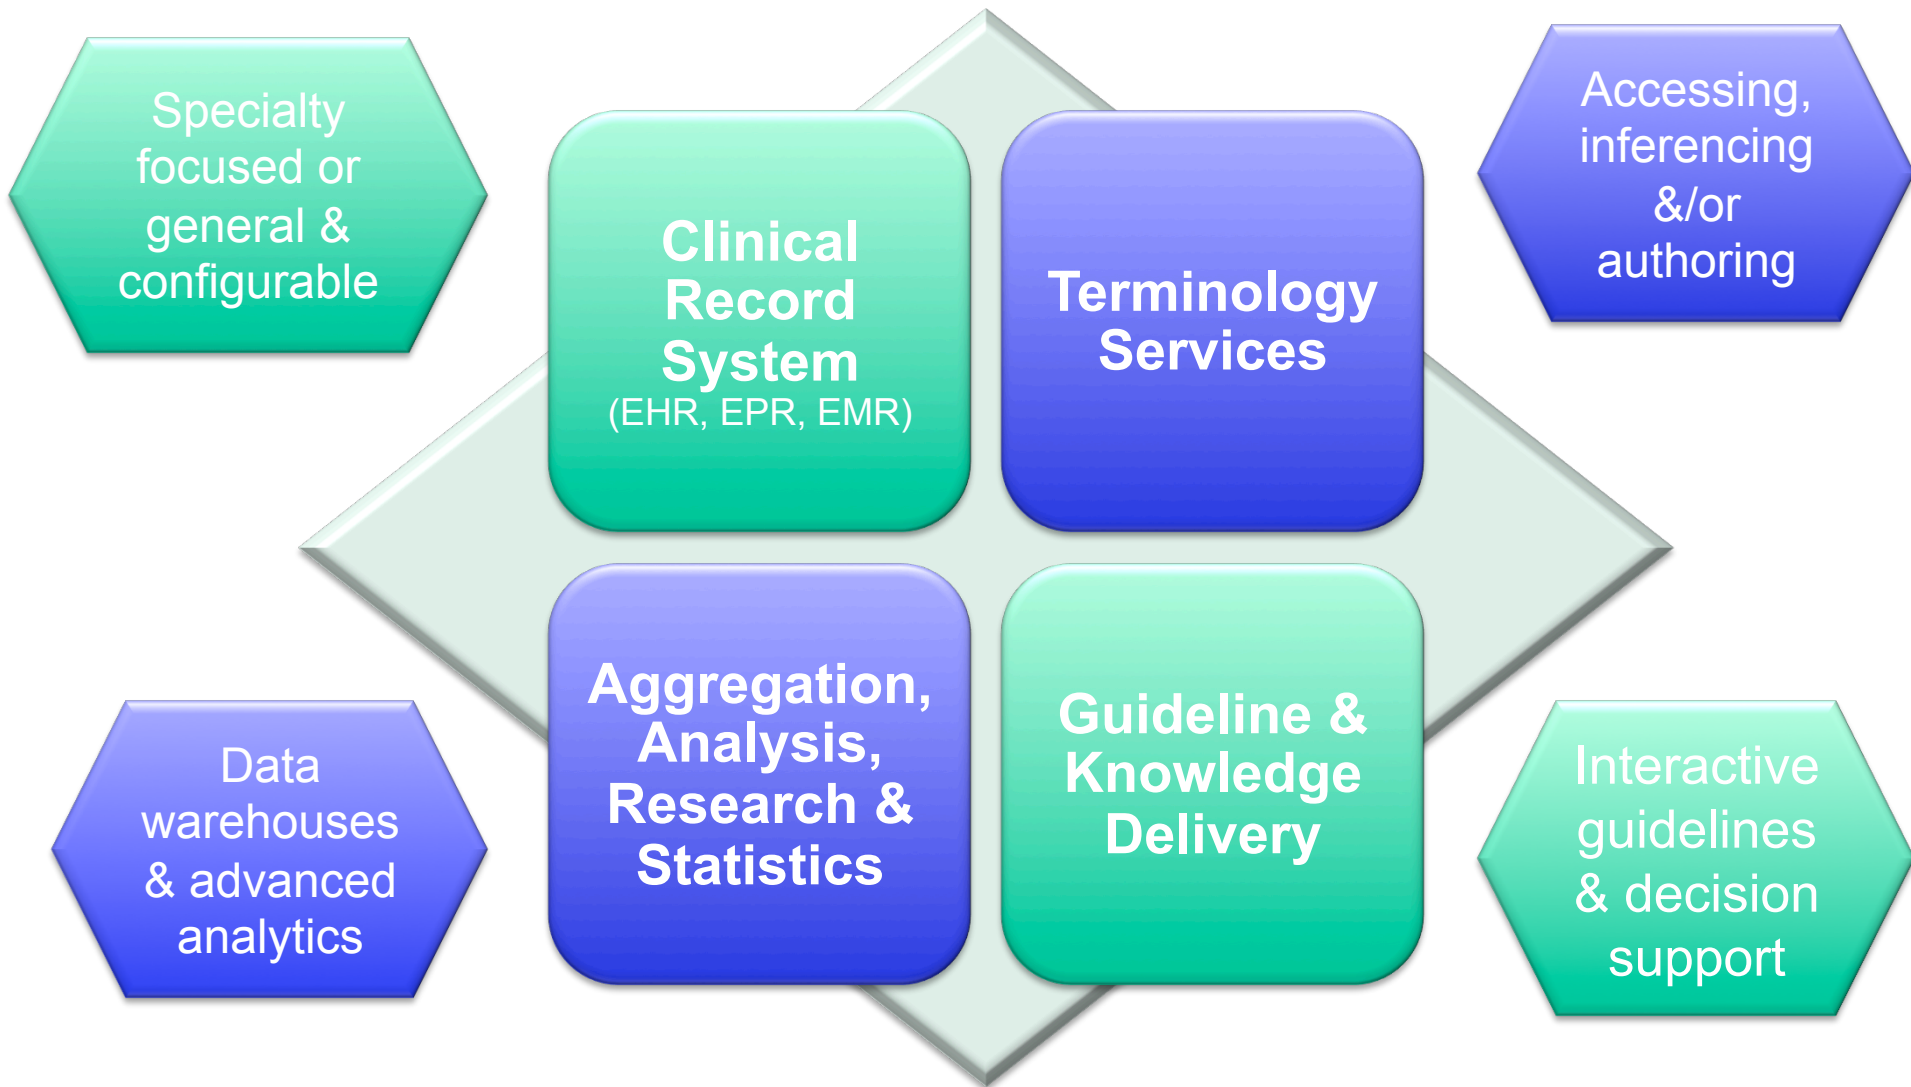 Specialty
focused or
general &
configurable
Clinical
Record
System
(EHR, EPR, EMR)
Terminology
Services
Accessing,
inferencing
&/or
authoring
Data
warehouses
& advanced
analytics
Aggregation,
Analysis,
Research &
Statistics
Guideline &
Knowledge
Delivery
Interactive
guidelines
& decision
support